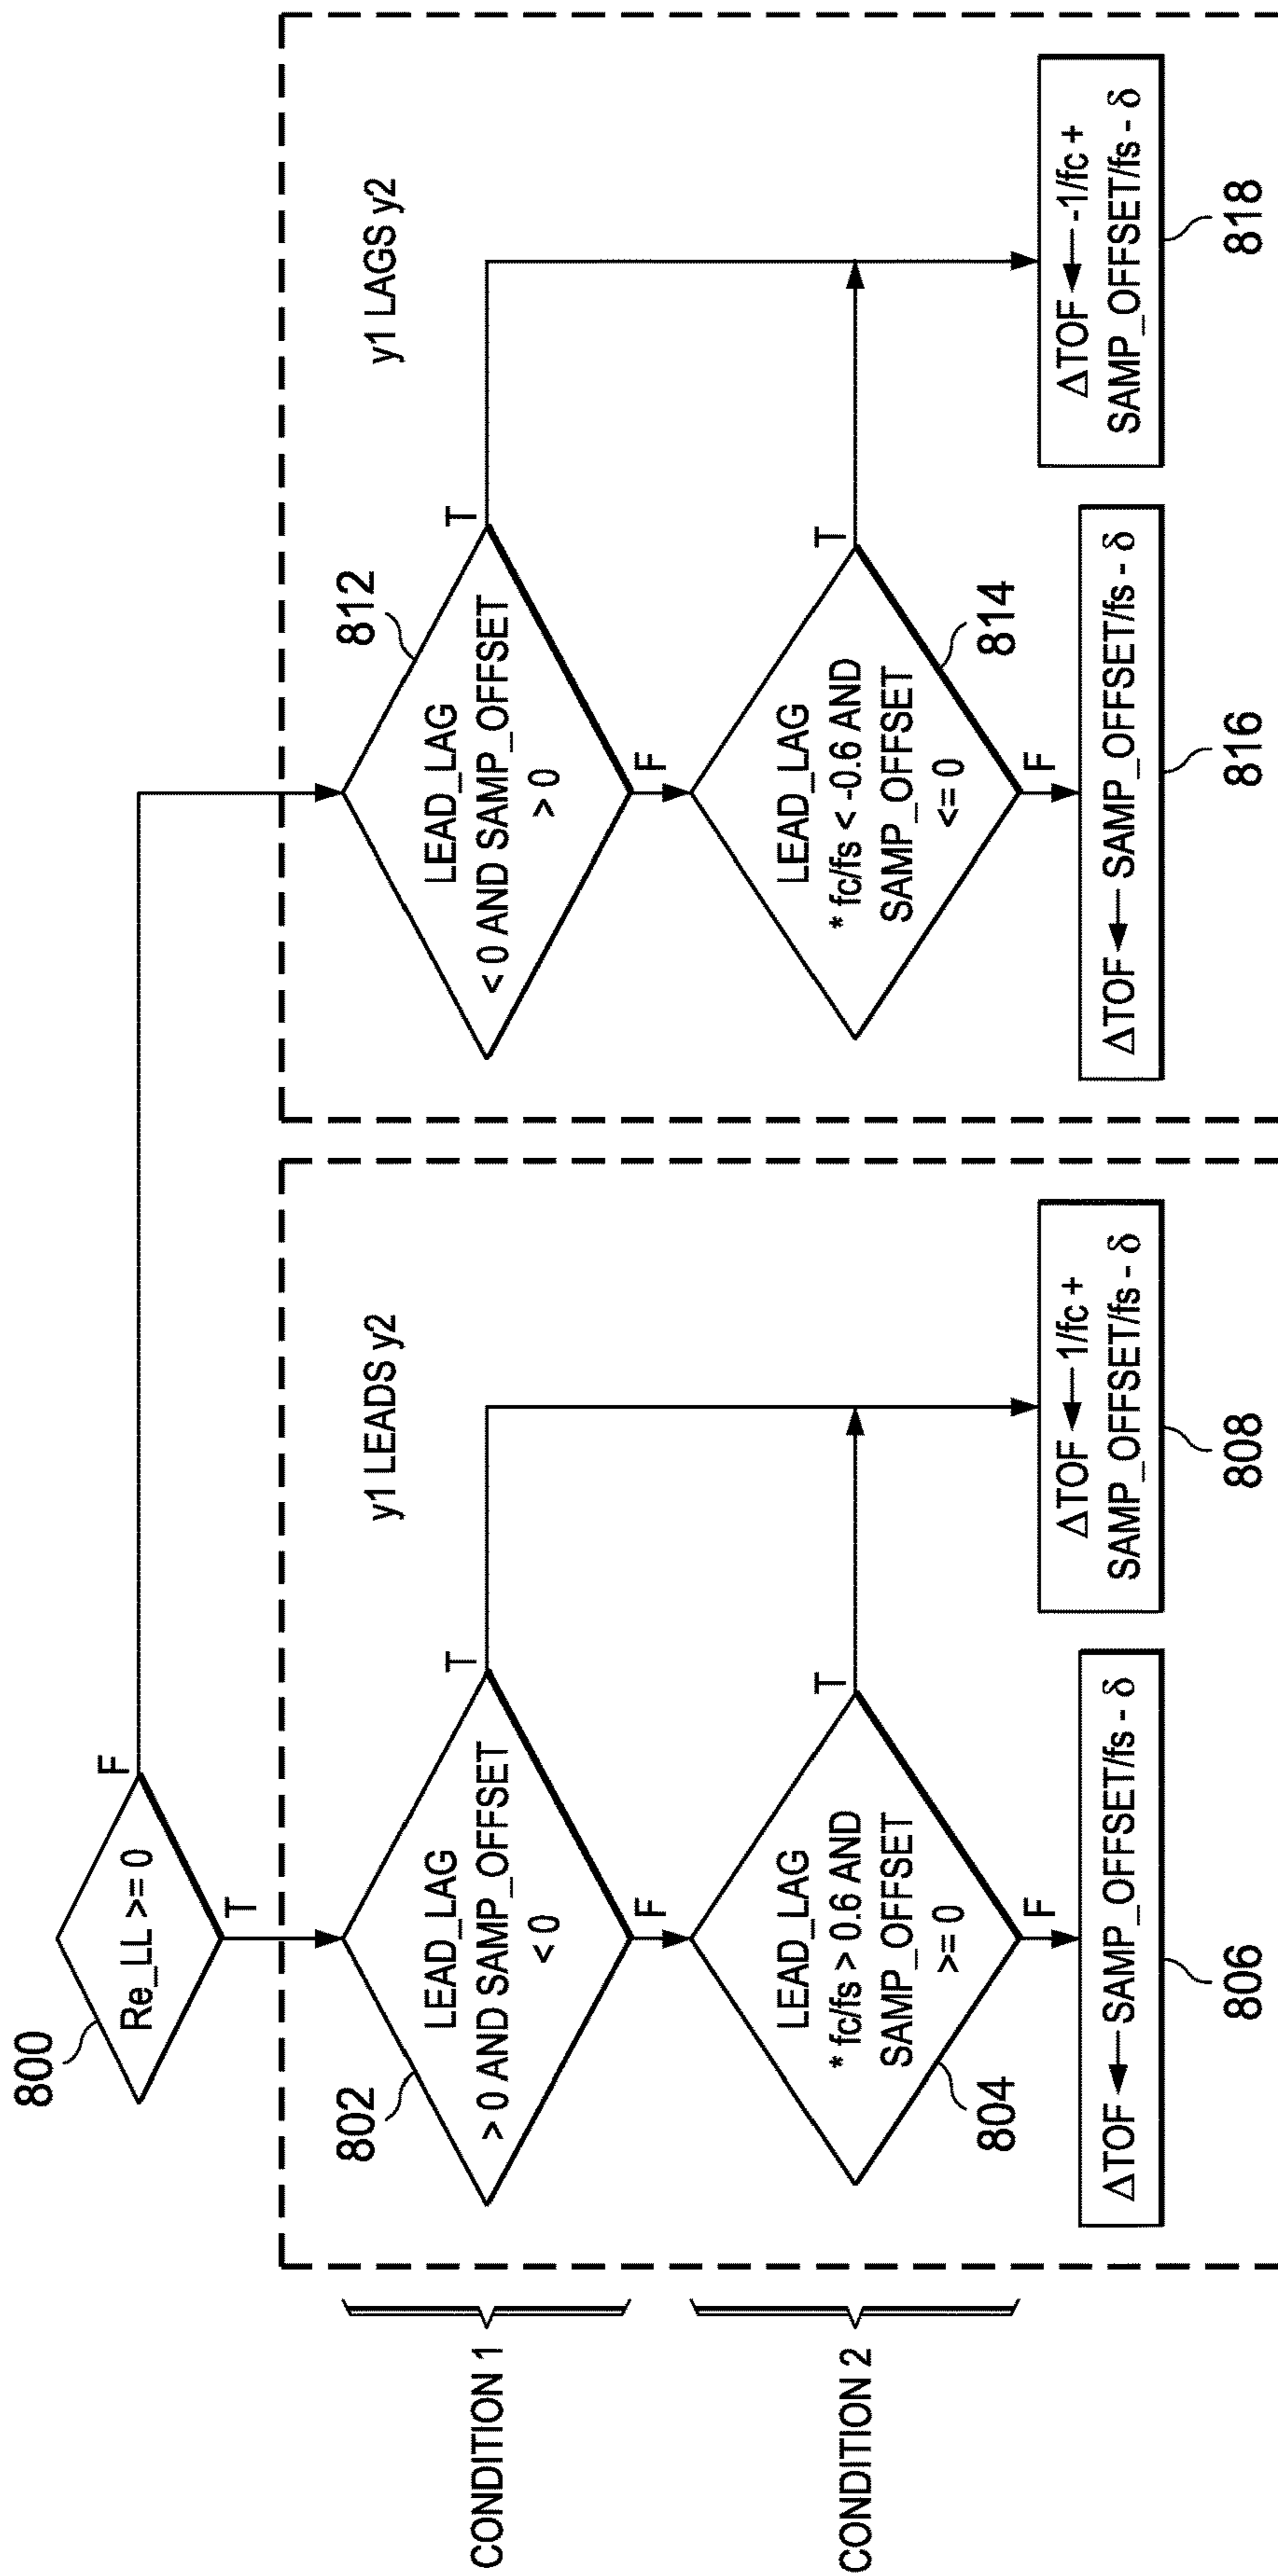 800
Re_LL >= 0
T
F
CONDITION 1
CONDITION 2
y1 LEADS y2
802
LEAD_LAG
> 0 AND SAMP_OFFSET
< 0
T
F
804
LEAD_LAG
* fc/fs > 0.6 AND
SAMP_OFFSET
>= 0
T
F
ΔTOF ← SAMP_OFFSET/fs - δ
806
ΔTOF ← 1/fc +
SAMP_OFFSET/fs - δ
808
y1 LAGS y2
812
LEAD_LAG
< 0 AND SAMP_OFFSET
> 0
T
F
814
LEAD_LAG
* fc/fs < -0.6 AND
SAMP_OFFSET
<= 0
T
F
ΔTOF ← SAMP_OFFSET/fs - δ
816
ΔTOF ← -1/fc +
SAMP_OFFSET/fs - δ
818